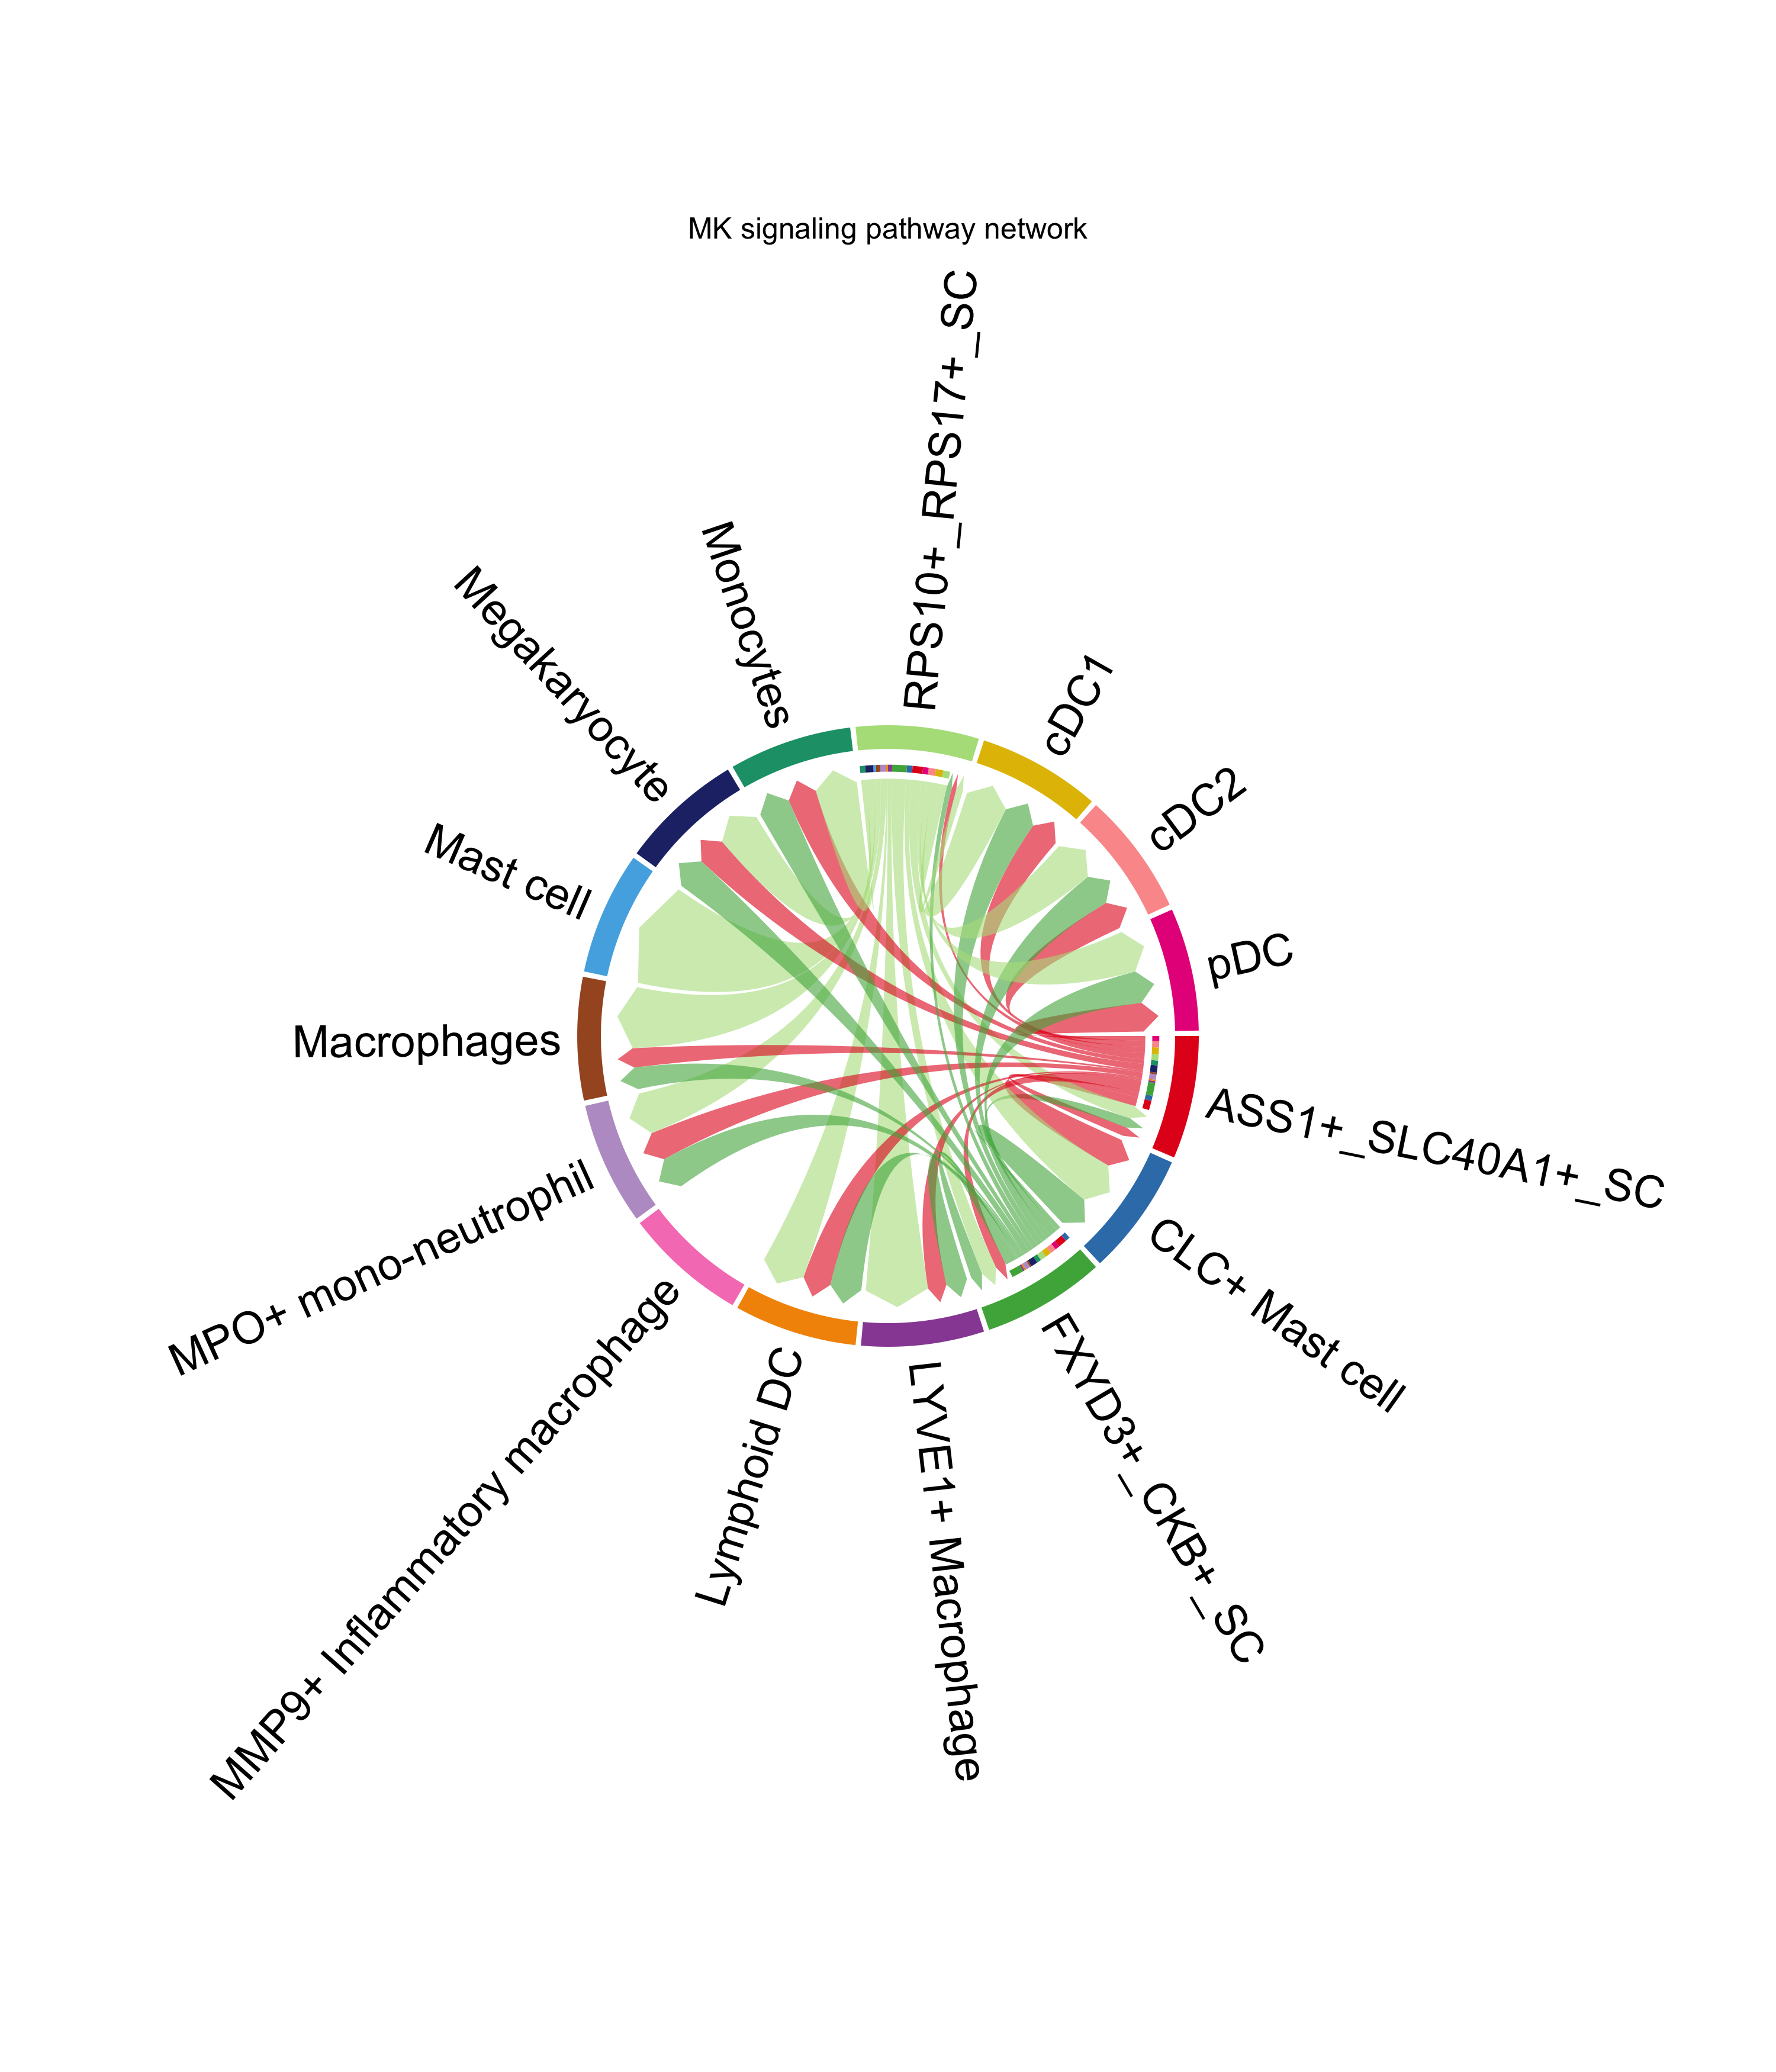 MK signaling pathway network
RPS10+_RPS17+_SC
cDC1
cDC2
pDC
ASS1+_SLC40A1+_SC
CLC+ Mast cell
FXYD3+_CKB+_SC
LYVE1+ Macrophage
Lymphoid DC
MMP9+ Inflammatory macrophage
MPO+ mono-neutrophil
Macrophages
Mast cell
Megakaryocyte
Monocytes